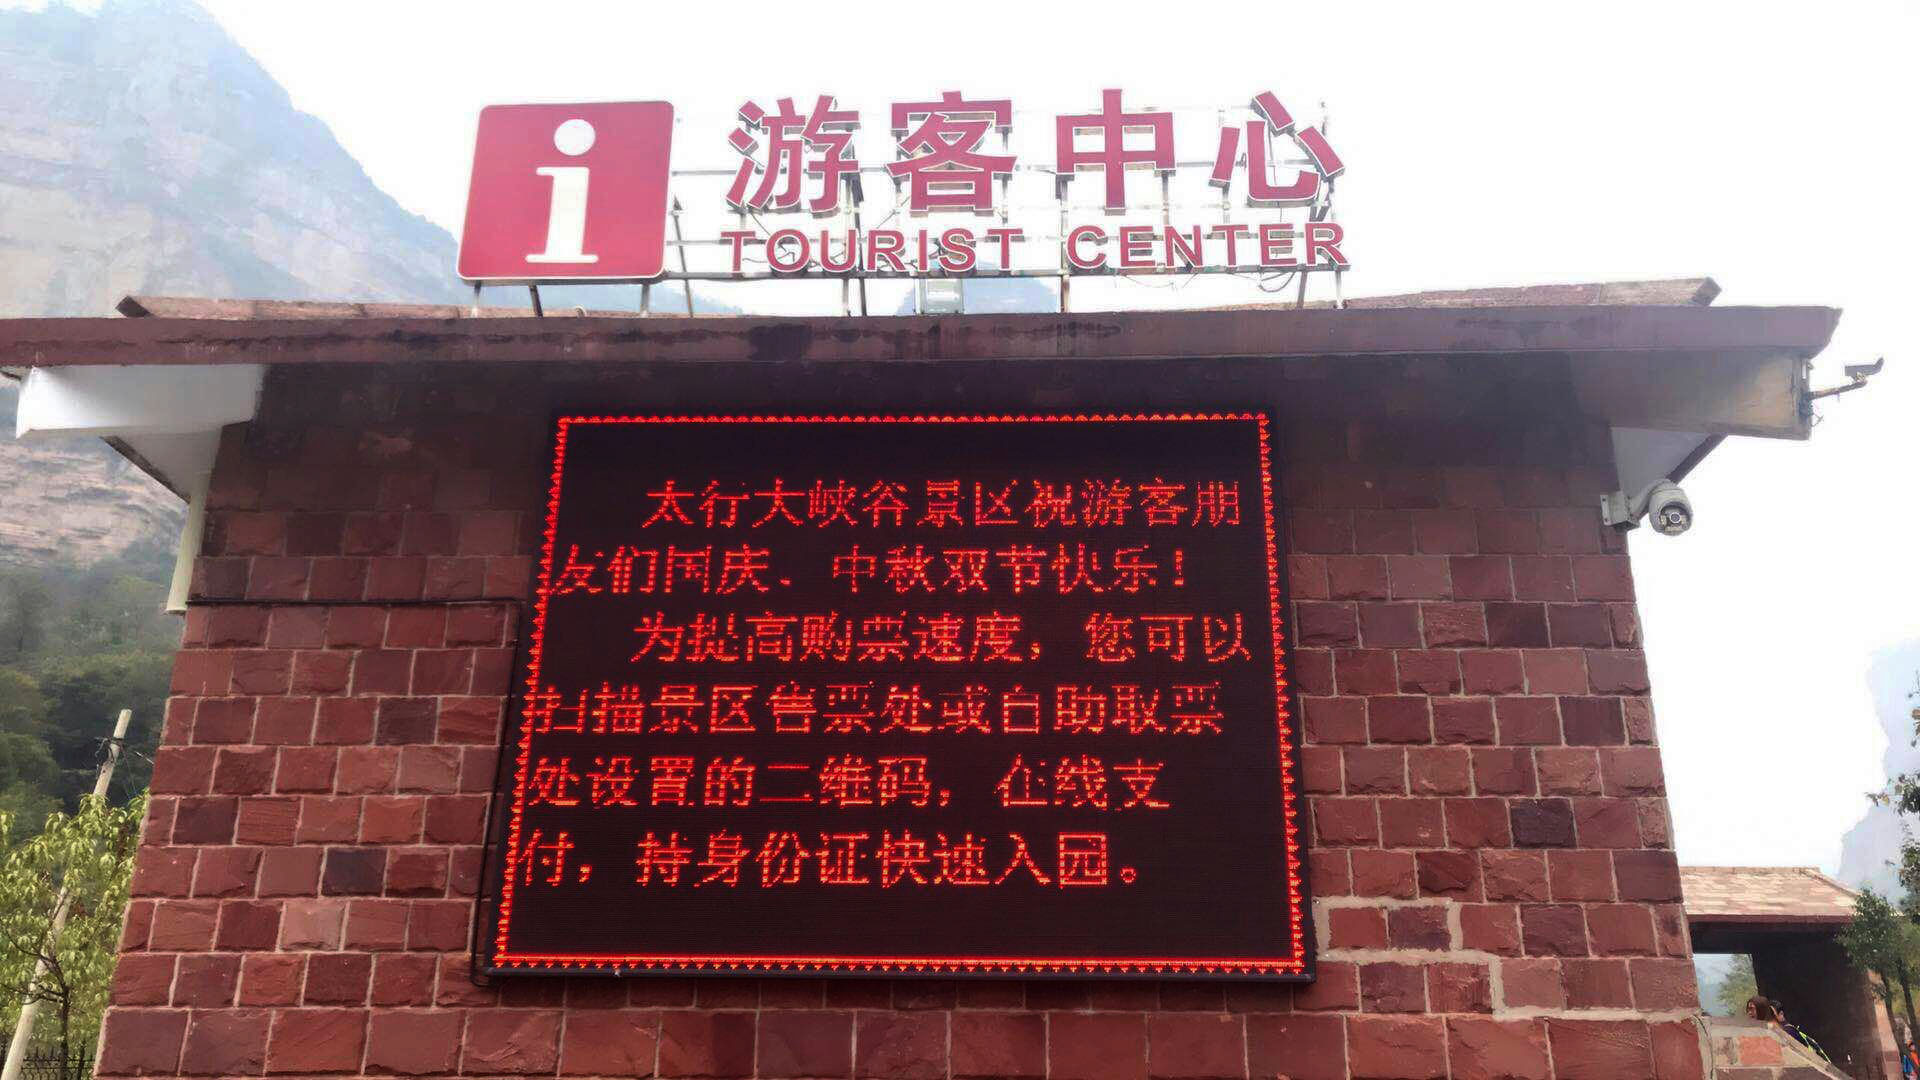 i
游客中心
TOURIST CENTER
太行大峡谷景区祝游客朋
友们国庆、中秋双节快乐！
为提高购票速度，您可以
扫描景区售票处或自助取票
处设置的二维码，在线支
付，持身份证快速入园。